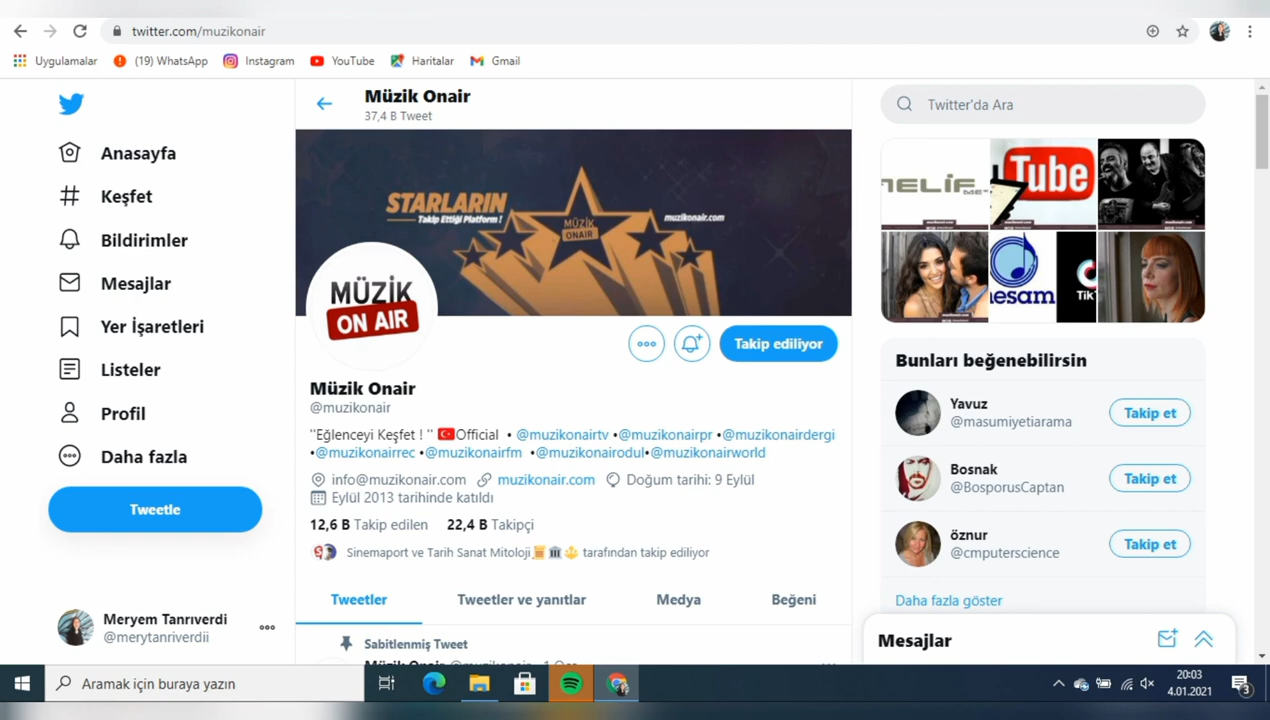 twitter.com/muzikonair
Uygulamalar (19) WhatsApp Instagram YouTube Haritalar Gmail
Müzik Onair
37,4 B Tweet
Twitter'da Ara
Anasayfa
Keşfet
Bildirimler
Mesajlar
Yer İşaretleri
Listeler
Profil
Daha fazla
Tweetle
Meryem Tanrıverdi
@merytanriverdii
STARLARIN
Takip Ettiği Platform !
MÜZİK
ONAIR
muzikonair.com
MÜZİK
ON AIR
Takip ediliyor
Müzik Onair
@muzikonair
"Eğlenceyi Keşfet ! " 🇹🇷Official • @muzikonairtv •@muzikonairpr •@muzikonairdergi
•@muzikonairrec •@muzikonairfm •@muzikonairodul•@muzikonairworld
info@muzikonair.com muzikonair.com Doğum tarihi: 9 Eylül
Eylül 2013 tarihinde katıldı
12,6 B Takip edilen 22,4 B Takipçi
Sinemaport ve Tarih Sanat Mitoloji📜🏛🔱 tarafından takip ediliyor
Tweetler Tweetler ve yanıtlar Medya Beğeni
Sabitlenmiş Tweet
Müzik Onair @muzikonair
Tube
mesam
TikT
Bunları beğenebilirsin
Yavuz
@masumiyetiarama
Takip et
Bosnak
@BosporusCaptan
Takip et
öznur
@cmputerscience
Takip et
Daha fazla göster
Mesajlar
Aramak için buraya yazın
20:03
4.01.2021
3